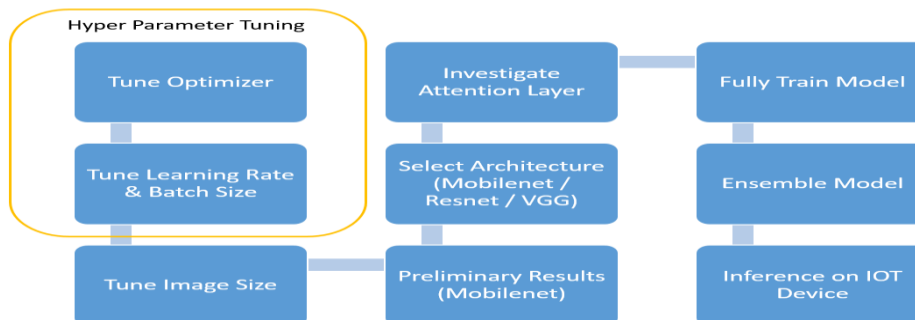 Hyper Parameter Tuning
Tune Optimizer
Tune Learning Rate
& Batch Size
Tune Image Size
Preliminary Results
(Mobilenet)
Select Architecture
(Mobilenet /
Resnet / VGG)
Investigate
Attention Layer
Fully Train Model
Ensemble Model
Inference on IOT
Device